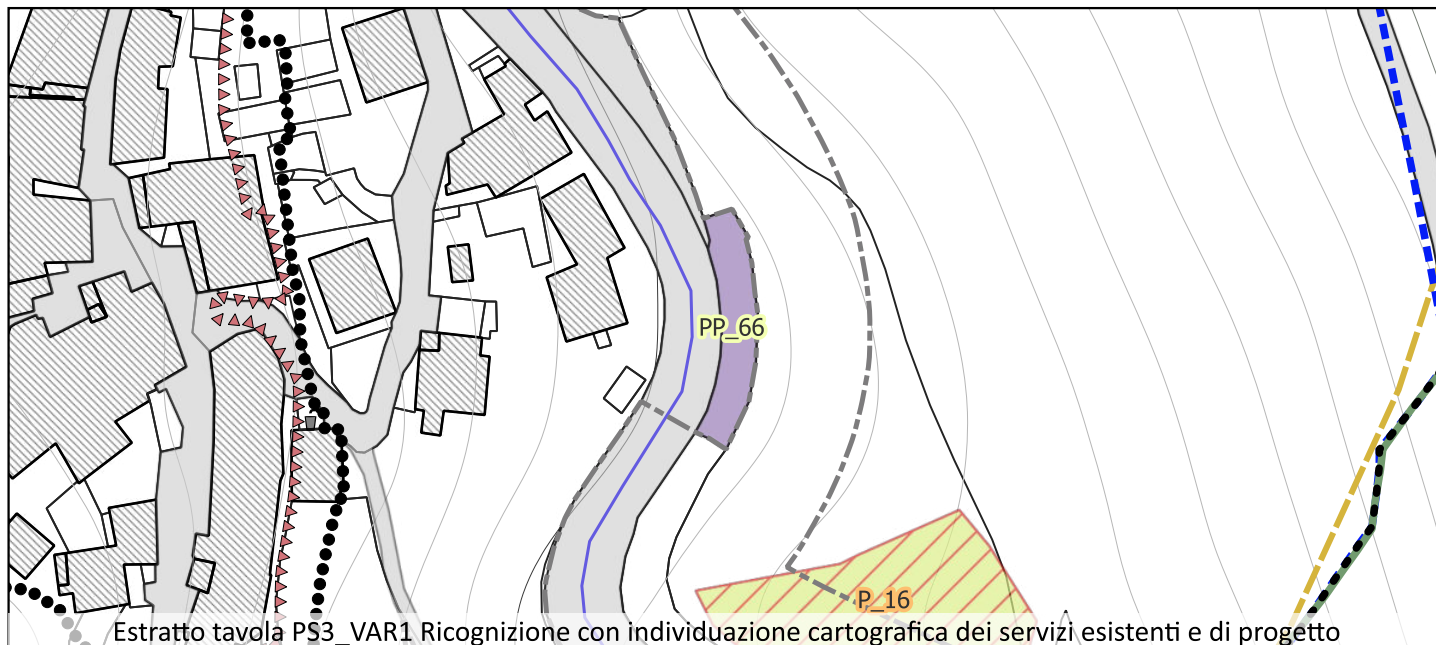 PP_66
P_16
Estratto tavola PS3_VAR1 Ricognizione con individuazione cartografica dei servizi esistenti e di progetto